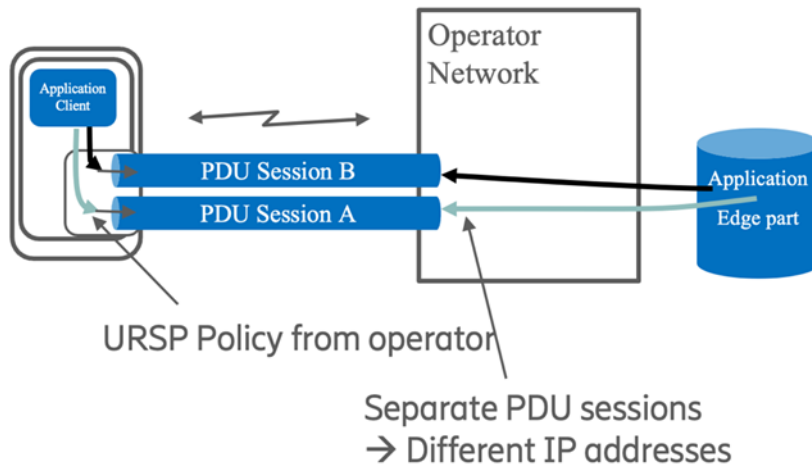 Operator
Network
Application
Client
PDU Session B
PDU Session A
Application
Edge part
URSP Policy from operator
Separate PDU sessions
→ Different IP addresses